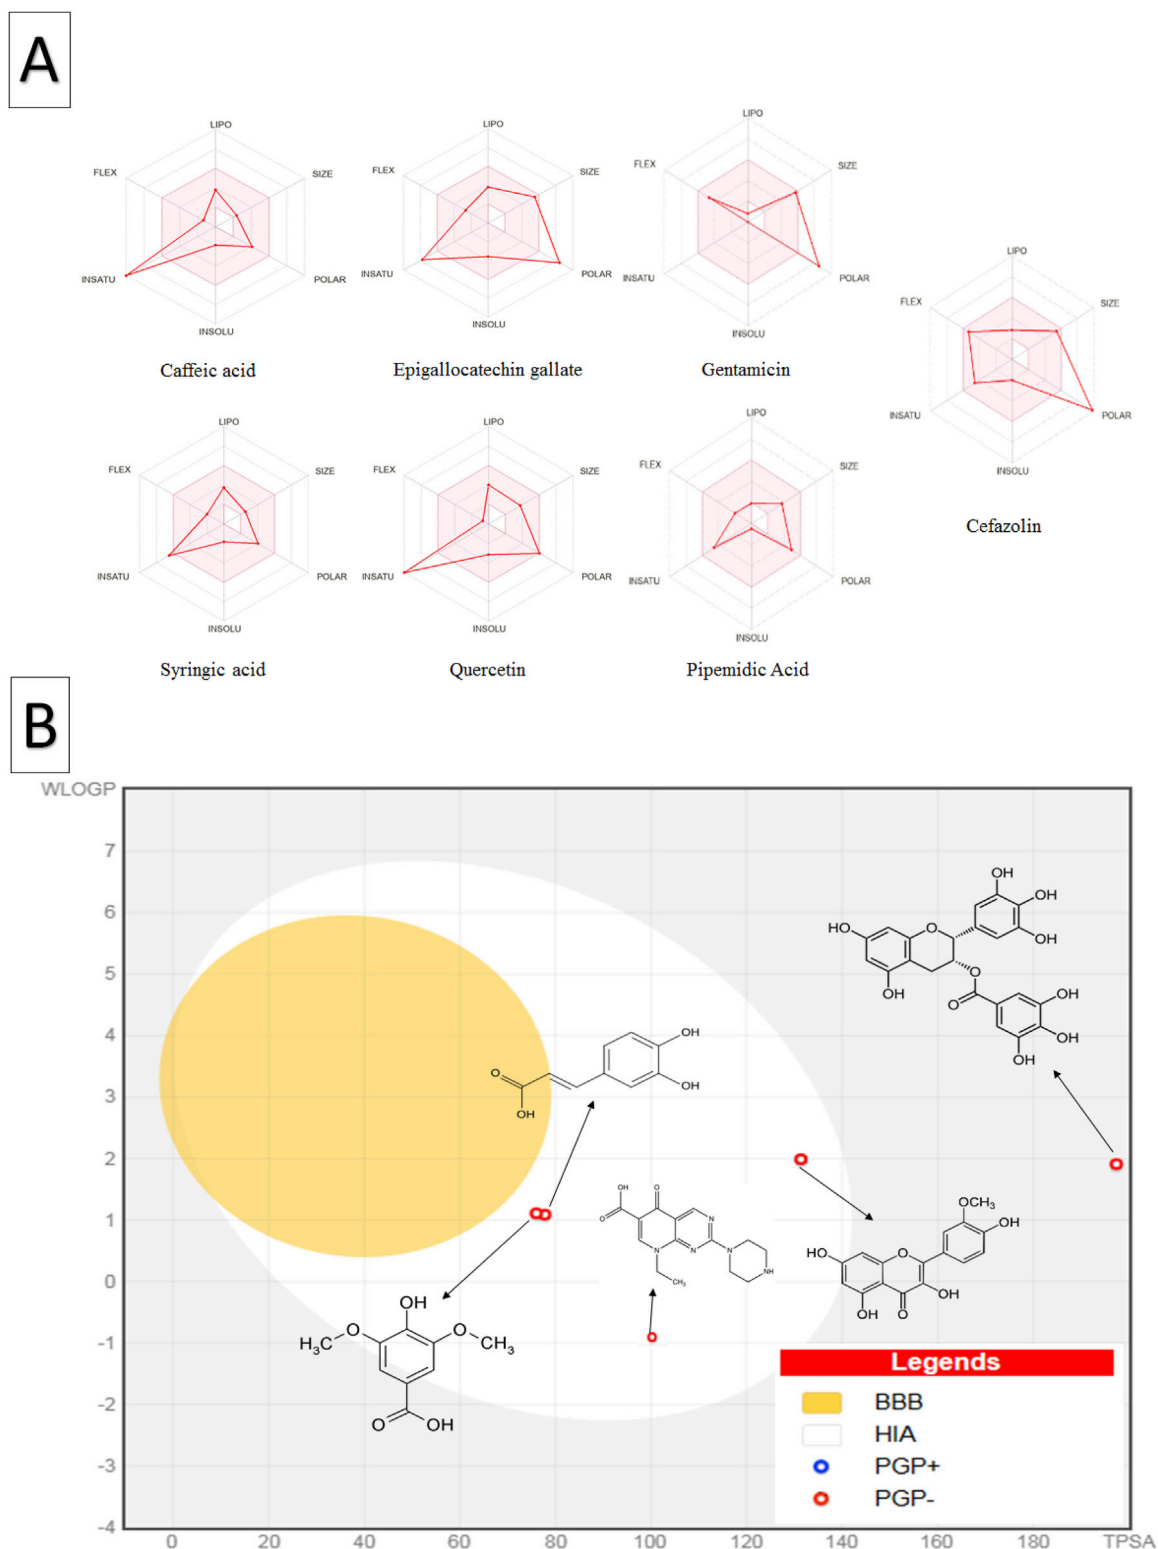 A
LIPO
FLEX
SIZE
INSATU
POLAR
INSOLU
Caffeic acid
LIPO
FLEX
SIZE
INSATU
POLAR
INSOLU
Epigallocatechin gallate
LIPO
FLEX
SIZE
INSATU
POLAR
INSOLU
Gentamicin
LIPO
FLEX
SIZE
INSATU
POLAR
INSOLU
Cefazolin
LIPO
FLEX
SIZE
INSATU
POLAR
INSOLU
Syringic acid
LIPO
FLEX
SIZE
INSATU
POLAR
INSOLU
Quercetin
LIPO
FLEX
SIZE
INSATU
POLAR
INSOLU
Pipemidic Acid
B
WLOGP
7
6
5
4
3
2
1
0
-1
-2
-3
-4
0 20 40 60 80 100 120 140 160 180 TPSA
OH
OH
HO
O
OH
O
OH
O
OH
OH
OH
OH
O
OH
OH
OH
O
O
N
N
N
N
NH
CH₃
OCH₃
OH
HO
O
OH
OH
O
OH
H₃C
O
O
CH₃
O
OH
Legends
BBB
HIA
PGP+
PGP-